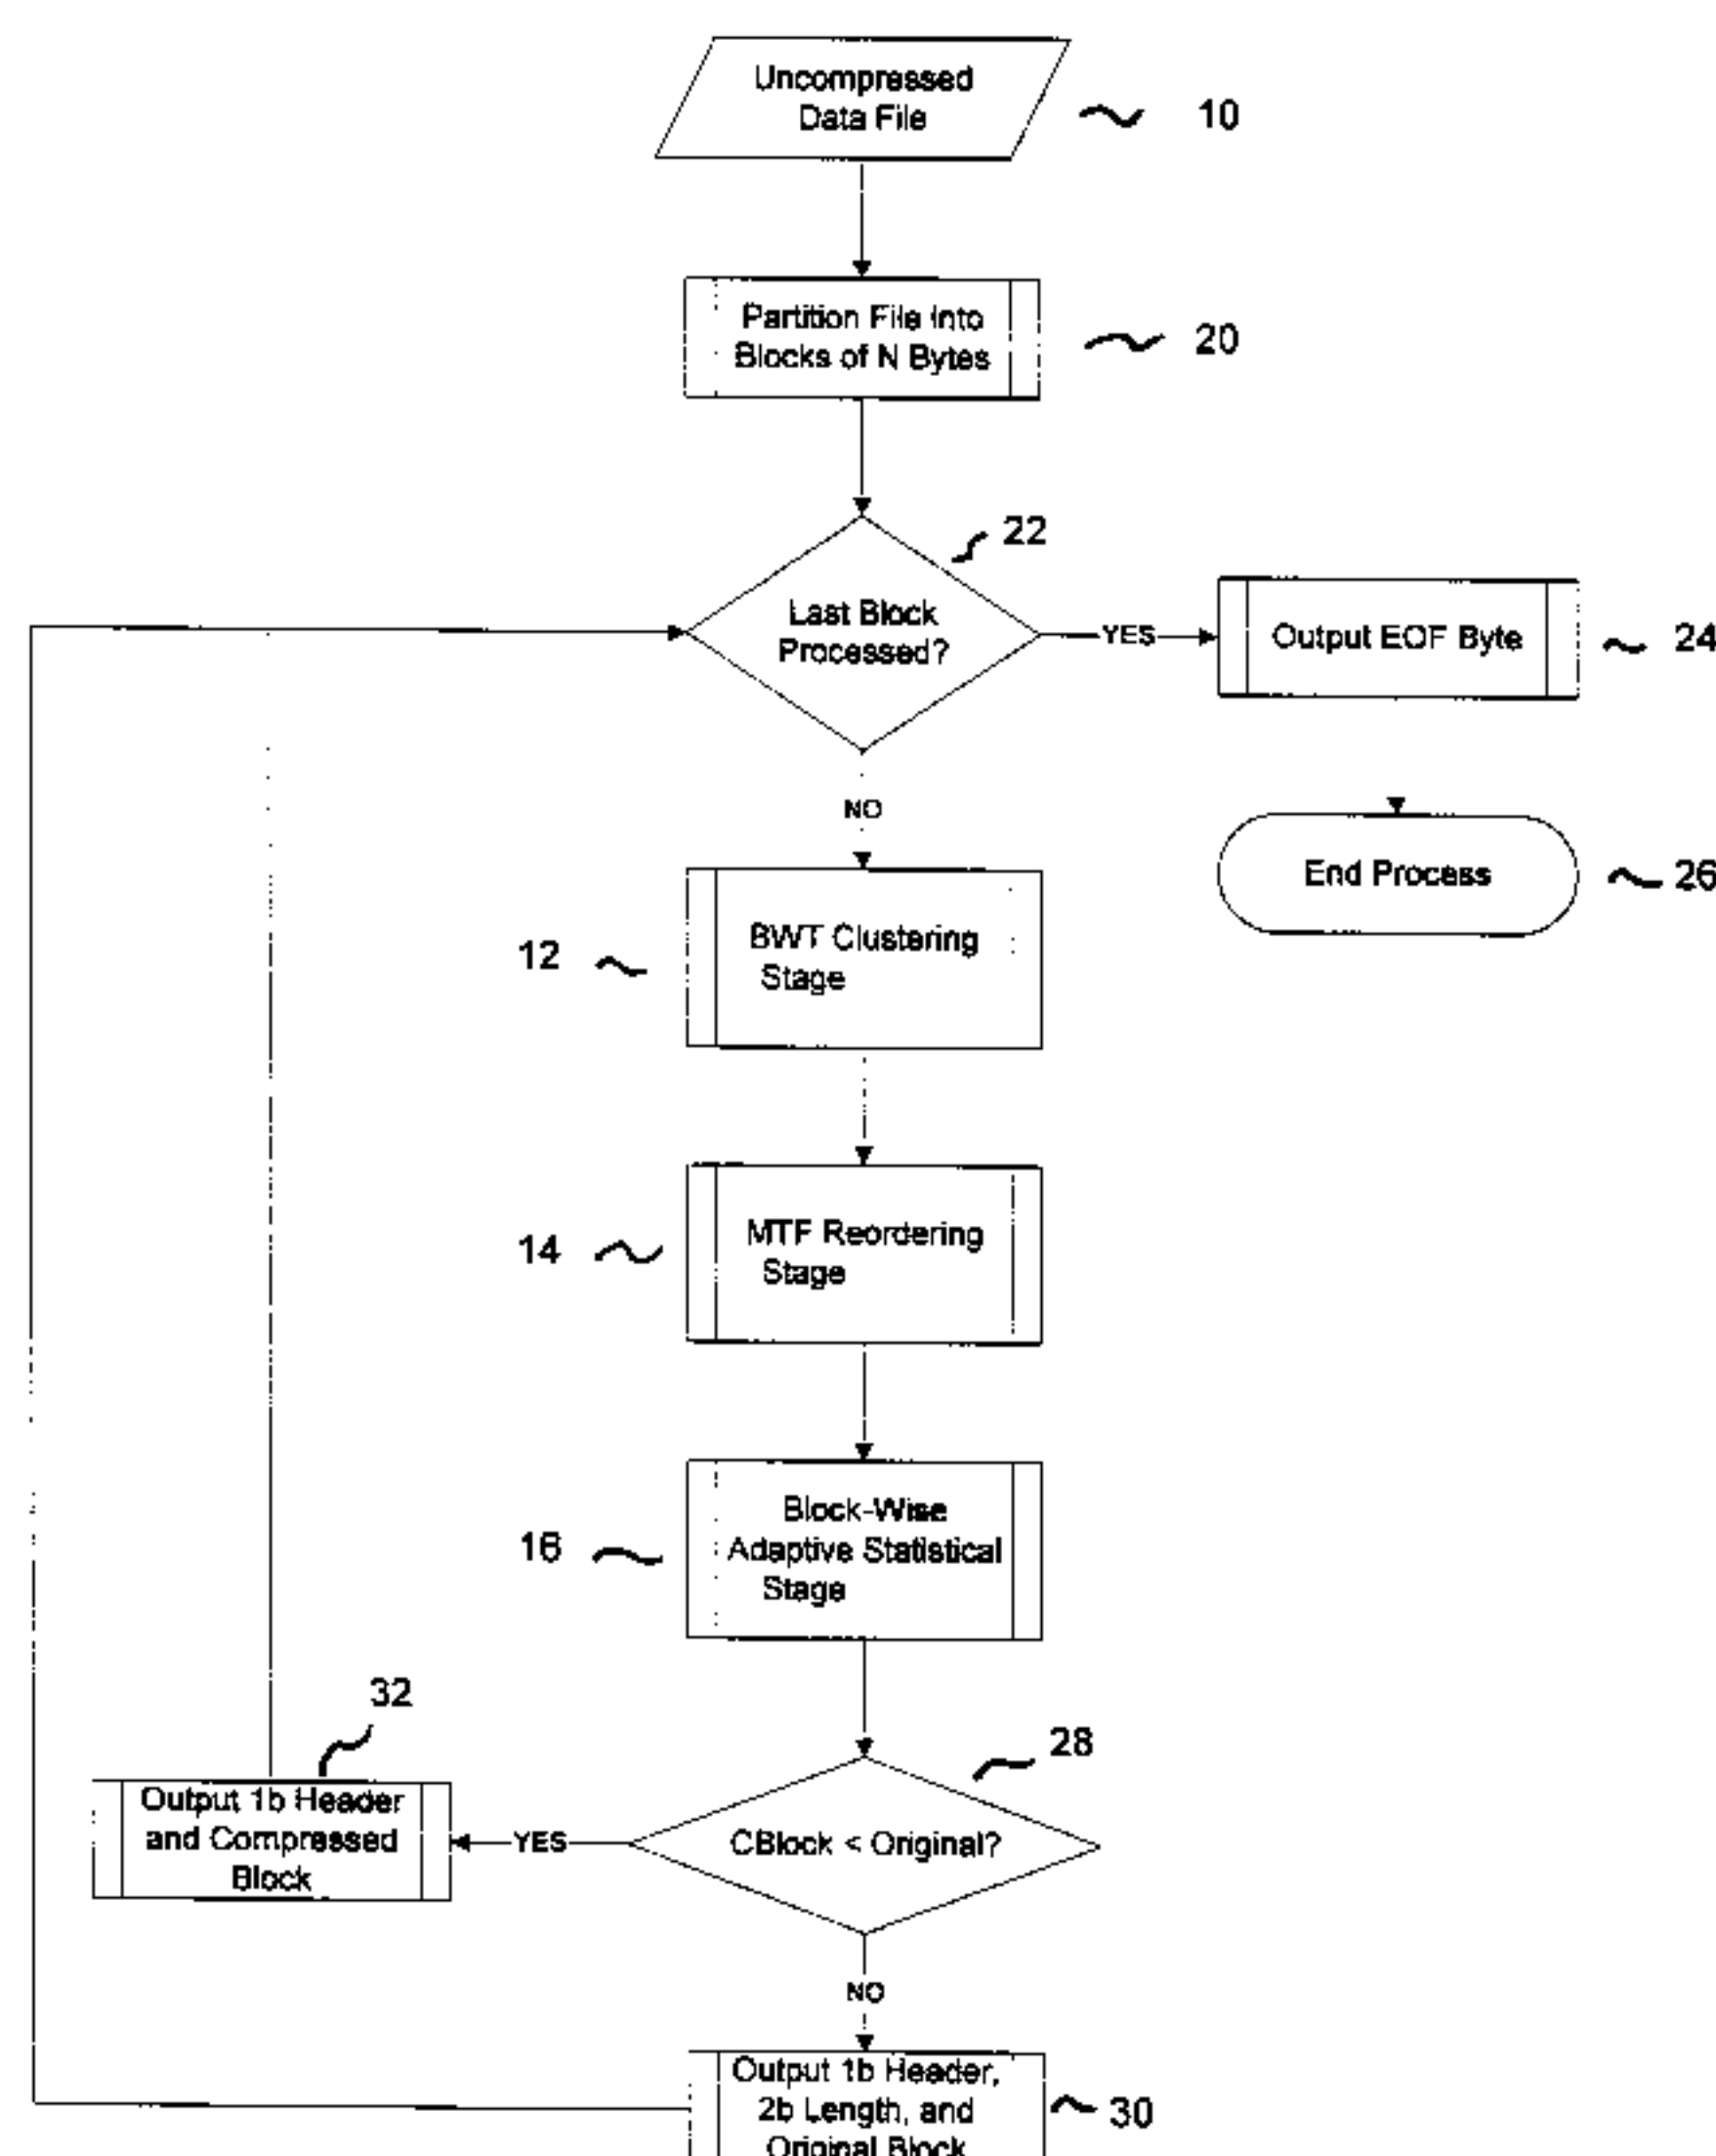 Uncompressed
Data File
10
Partition File Into
Blocks of N Bytes
20
22
Last Block
Processed?
YES
Output EOF Byte
24
NO
End Process
26
12
BWT Clustering
Stage
14
MTF Reordering
Stage
16
Block-Wise
Adaptive Statistical
Stage
32
28
Output 1b Header
and Compressed
Block
YES
CBlock < Original?
NO
Output 1b Header,
2b Length, and
Original Block
30